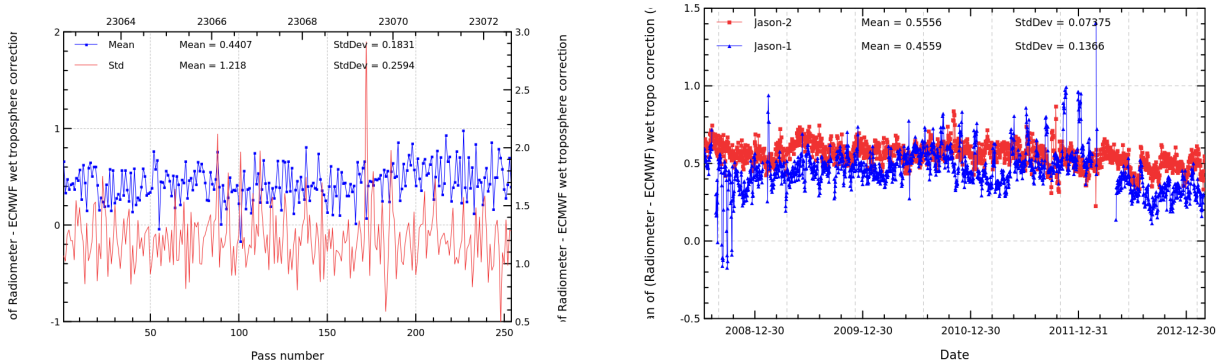 23064 23066 23068 23070 23072
2 3.0
Mean Mean = 0.4407 StdDev = 0.1831
Std Mean = 1.218 StdDev = 0.2594
2.5
1 2.0
1.5
0
1.0
-1 0.5
50 100 150 200 250
Pass number
of Radiometer - ECMWF wet troposphere correction
of Radiometer - ECMWF wet troposphere correction
1.5
Jason-2 Mean = 0.5556 StdDev = 0.07375
Jason-1 Mean = 0.4559 StdDev = 0.1366
1.0
0.5
0.0
-0.5
2008-12-30 2009-12-30 2010-12-30 2011-12-31 2012-12-30
Date
an of (Radiometer - ECMWF) wet tropo correction (